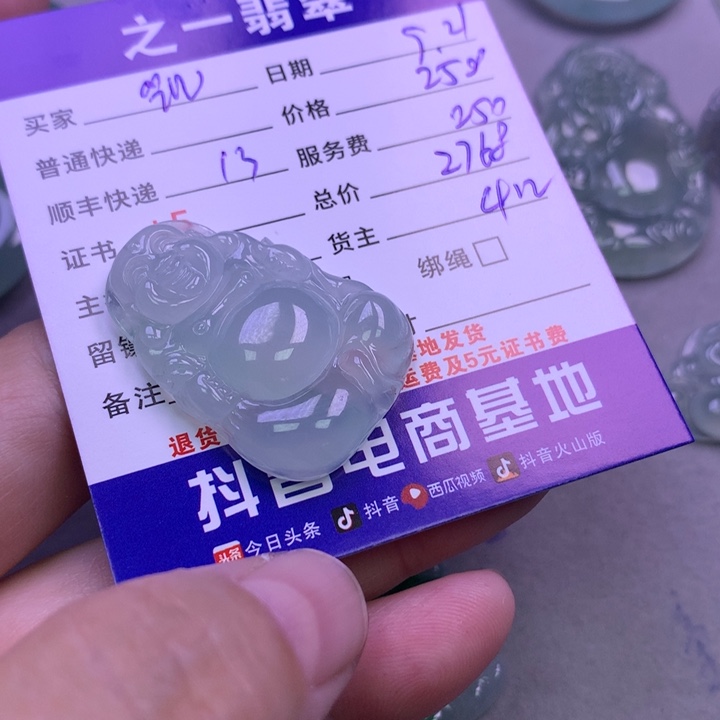 之一翡翠
日期 5.21
买家
价格
普通快递
服务费 250
顺丰快递 13
总价 2768
证书
货主
绑绳
备注
基地发货
运费及5元证书费
退货
抖音电商基地
今日头条 抖音 西瓜视频 抖音火山版